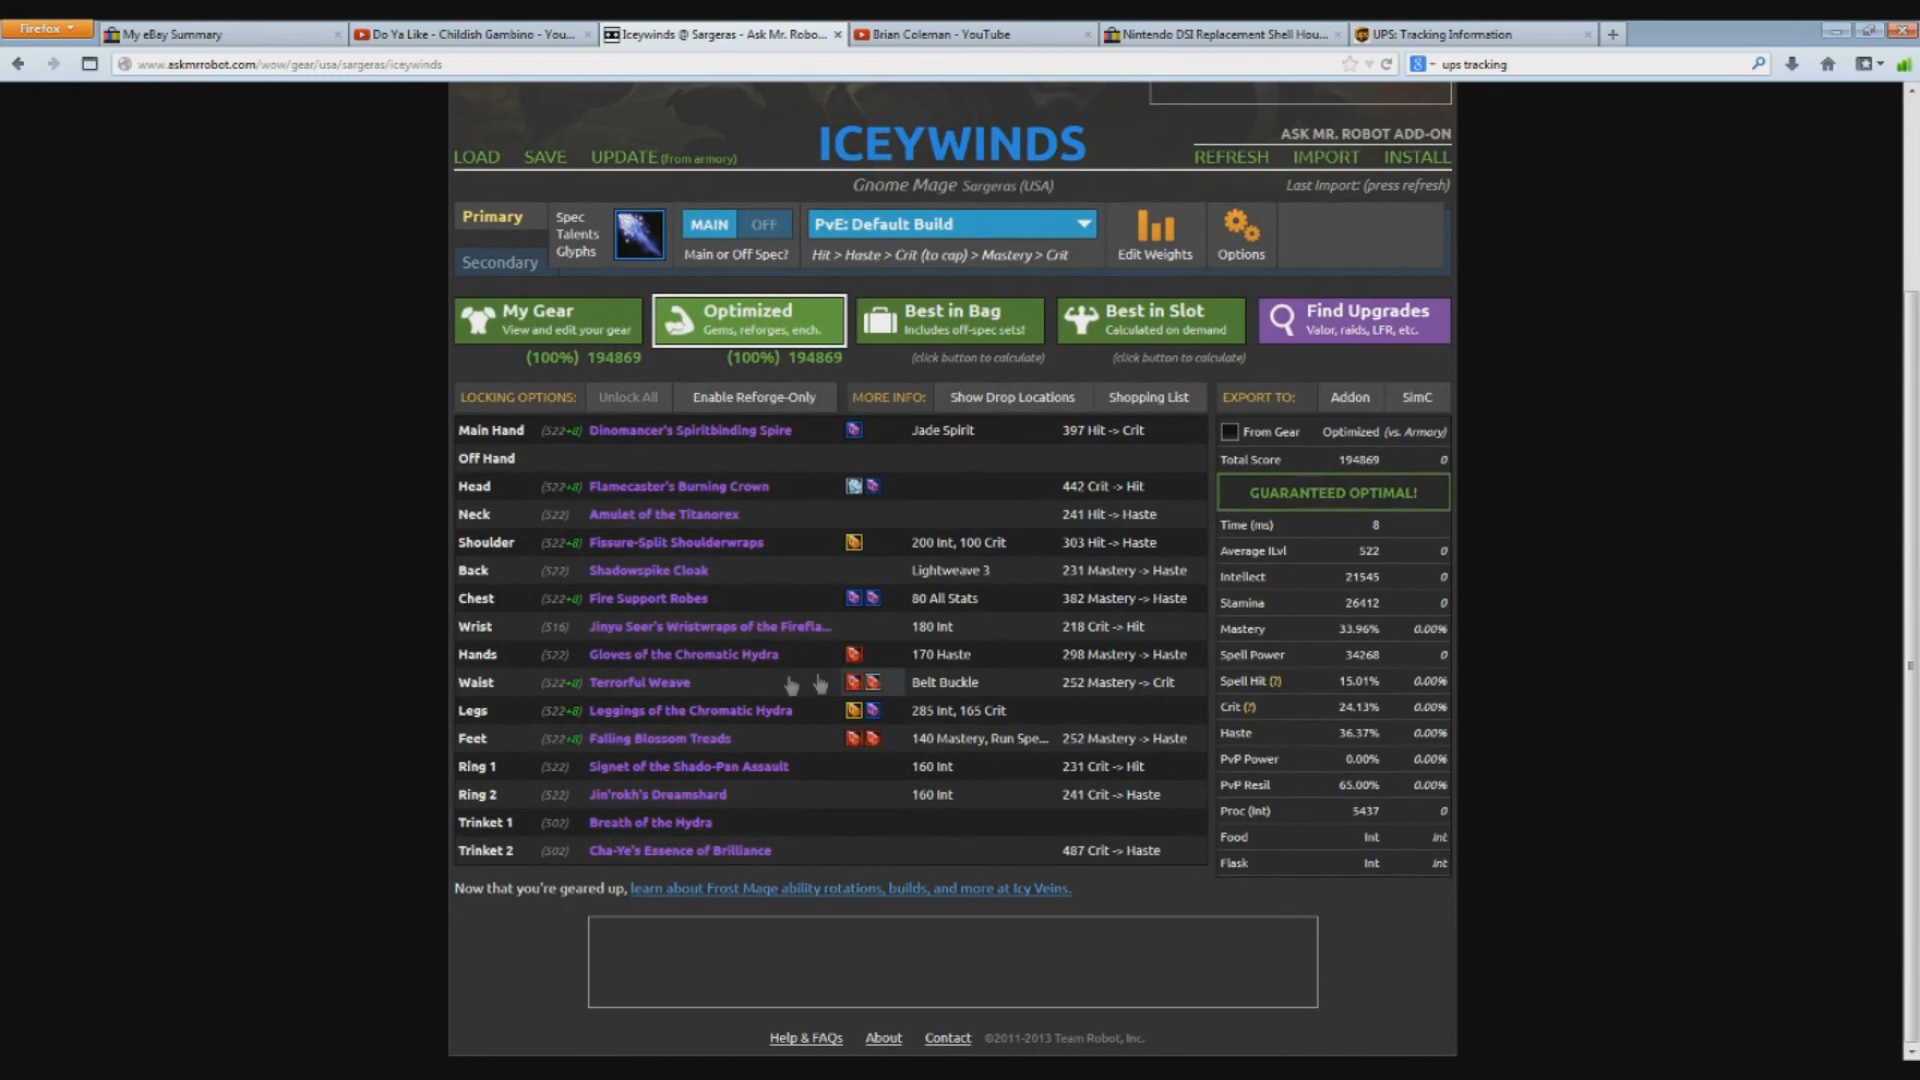 Firefox
My eBay Summary
Do Ya Like - Childish Gambino - You...
Iceywinds @ Sargeras - Ask Mr. Robo...
Brian Coleman - YouTube
Nintendo DSI Replacement Shell Hou...
UPS: Tracking Information
www.askmrrobot.com/wow/gear/usa/sargeras/iceywinds
ups tracking
ICEYWINDS
ASK MR. ROBOT ADD-ON
LOAD SAVE UPDATE (from armory)
REFRESH IMPORT INSTALL
Gnome Mage Sargeras (USA)
Last Import: (press refresh)
Primary
Secondary
Spec
Talents
Glyphs
MAIN OFF
Main or Off Spec?
PvE: Default Build
Hit > Haste > Crit (to cap) > Mastery > Crit
Edit Weights
Options
My Gear
View and edit your gear
(100%) 194869
Optimized
Gems, reforges, ench.
(100%) 194869
Best in Bag
Includes off-spec sets!
(click button to calculate)
Best in Slot
Calculated on demand
(click button to calculate)
Find Upgrades
Valor, raids, LFR, etc.
LOCKING OPTIONS: Unlock All Enable Reforge-Only MORE INFO: Show Drop Locations Shopping List EXPORT TO: Addon SimC
Main Hand (522+8) Dinomancer's Spiritbinding Spire Jade Spirit 397 Hit -> Crit
Off Hand
Head (522+8) Flamecaster's Burning Crown 442 Crit -> Hit
Neck (522) Amulet of the Titanorex 241 Hit -> Haste
Shoulder (522+8) Fissure-Split Shoulderwraps 200 Int, 100 Crit 303 Hit -> Haste
Back (522) Shadowspike Cloak Lightweave 3 231 Mastery -> Haste
Chest (522+8) Fire Support Robes 80 All Stats 382 Mastery -> Haste
Wrist (516) Jinyu Seer's Wristwraps of the Firefla... 180 Int 218 Crit -> Hit
Hands (522) Gloves of the Chromatic Hydra 170 Haste 298 Mastery -> Haste
Waist (522+8) Terrorful Weave Belt Buckle 252 Mastery -> Crit
Legs (522+8) Leggings of the Chromatic Hydra 285 Int, 165 Crit
Feet (522+8) Falling Blossom Treads 140 Mastery, Run Spe... 252 Mastery -> Haste
Ring 1 (522) Signet of the Shado-Pan Assault 160 Int 231 Crit -> Hit
Ring 2 (522) Jin'rokh's Dreamshard 160 Int 241 Crit -> Haste
Trinket 1 (502) Breath of the Hydra
Trinket 2 (502) Cha-Ye's Essence of Brilliance 487 Crit -> Haste
From Gear Optimized (vs. Armory)
Total Score 194869 0
GUARANTEED OPTIMAL!
Time (ms) 8
Average ILvl 522 0
Intellect 21545 0
Stamina 26412 0
Mastery 33.96% 0.00%
Spell Power 34268 0
Spell Hit (?) 15.01% 0.00%
Crit (?) 24.13% 0.00%
Haste 36.37% 0.00%
PvP Power 0.00% 0.00%
PvP Resil 65.00% 0.00%
Proc (Int) 5437 0
Food Int Int
Flask Int Int
Now that you're geared up, learn about Frost Mage ability rotations, builds, and more at Icy Veins.
Help & FAQs About Contact ©2011-2013 Team Robot, Inc.